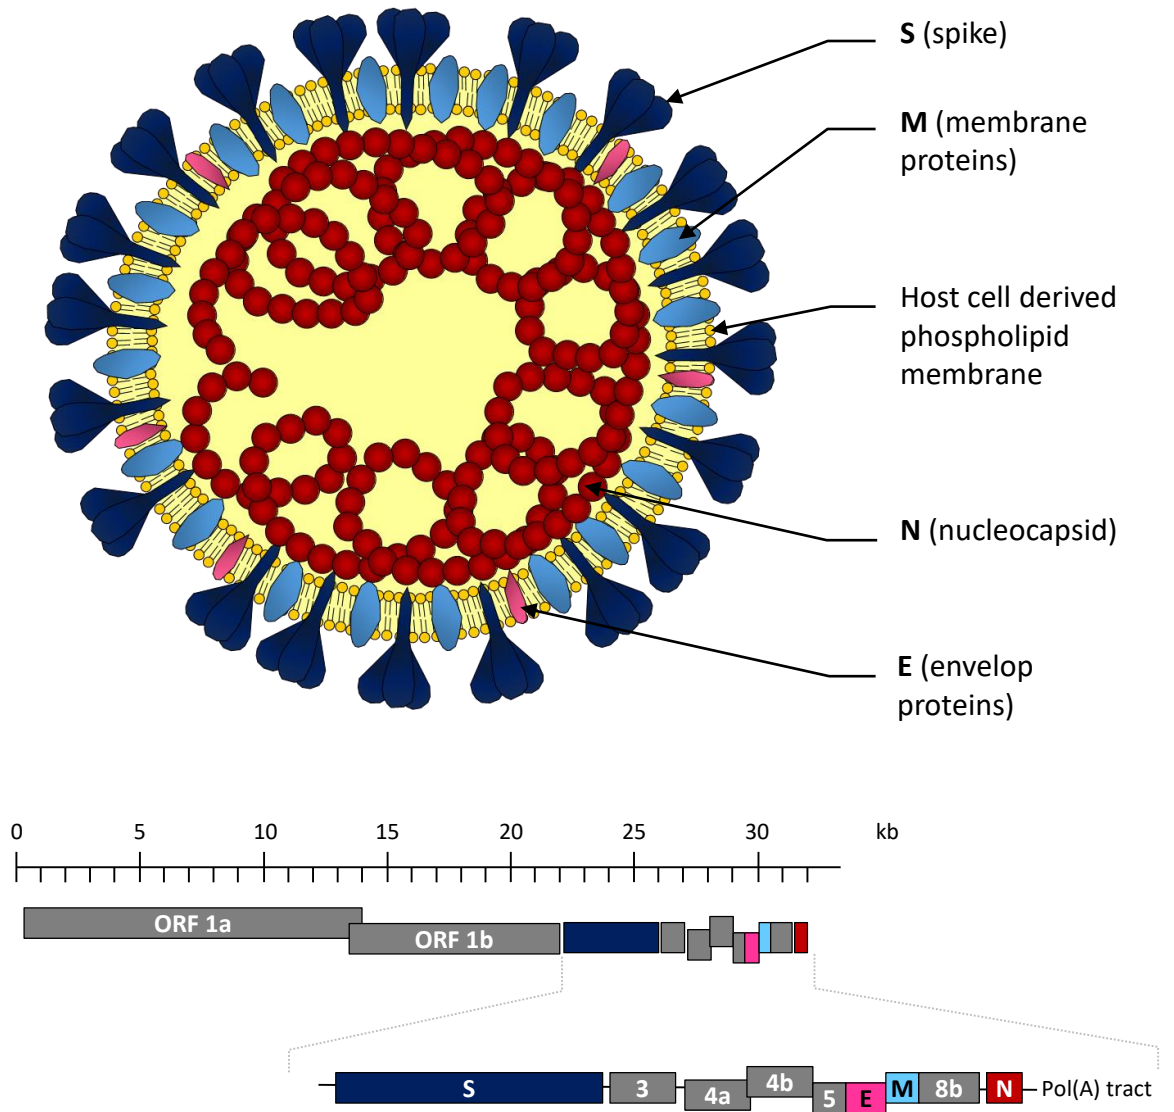 S (spike)
M (membrane
proteins)
Host cell derived
phospholipid
membrane
N (nucleocapsid)
E (envelop
proteins)
0 5 10 15 20 25 30 kb
ORF 1a
ORF 1b
S 3 4a 4b 5 E M 8b N Pol(A) tract